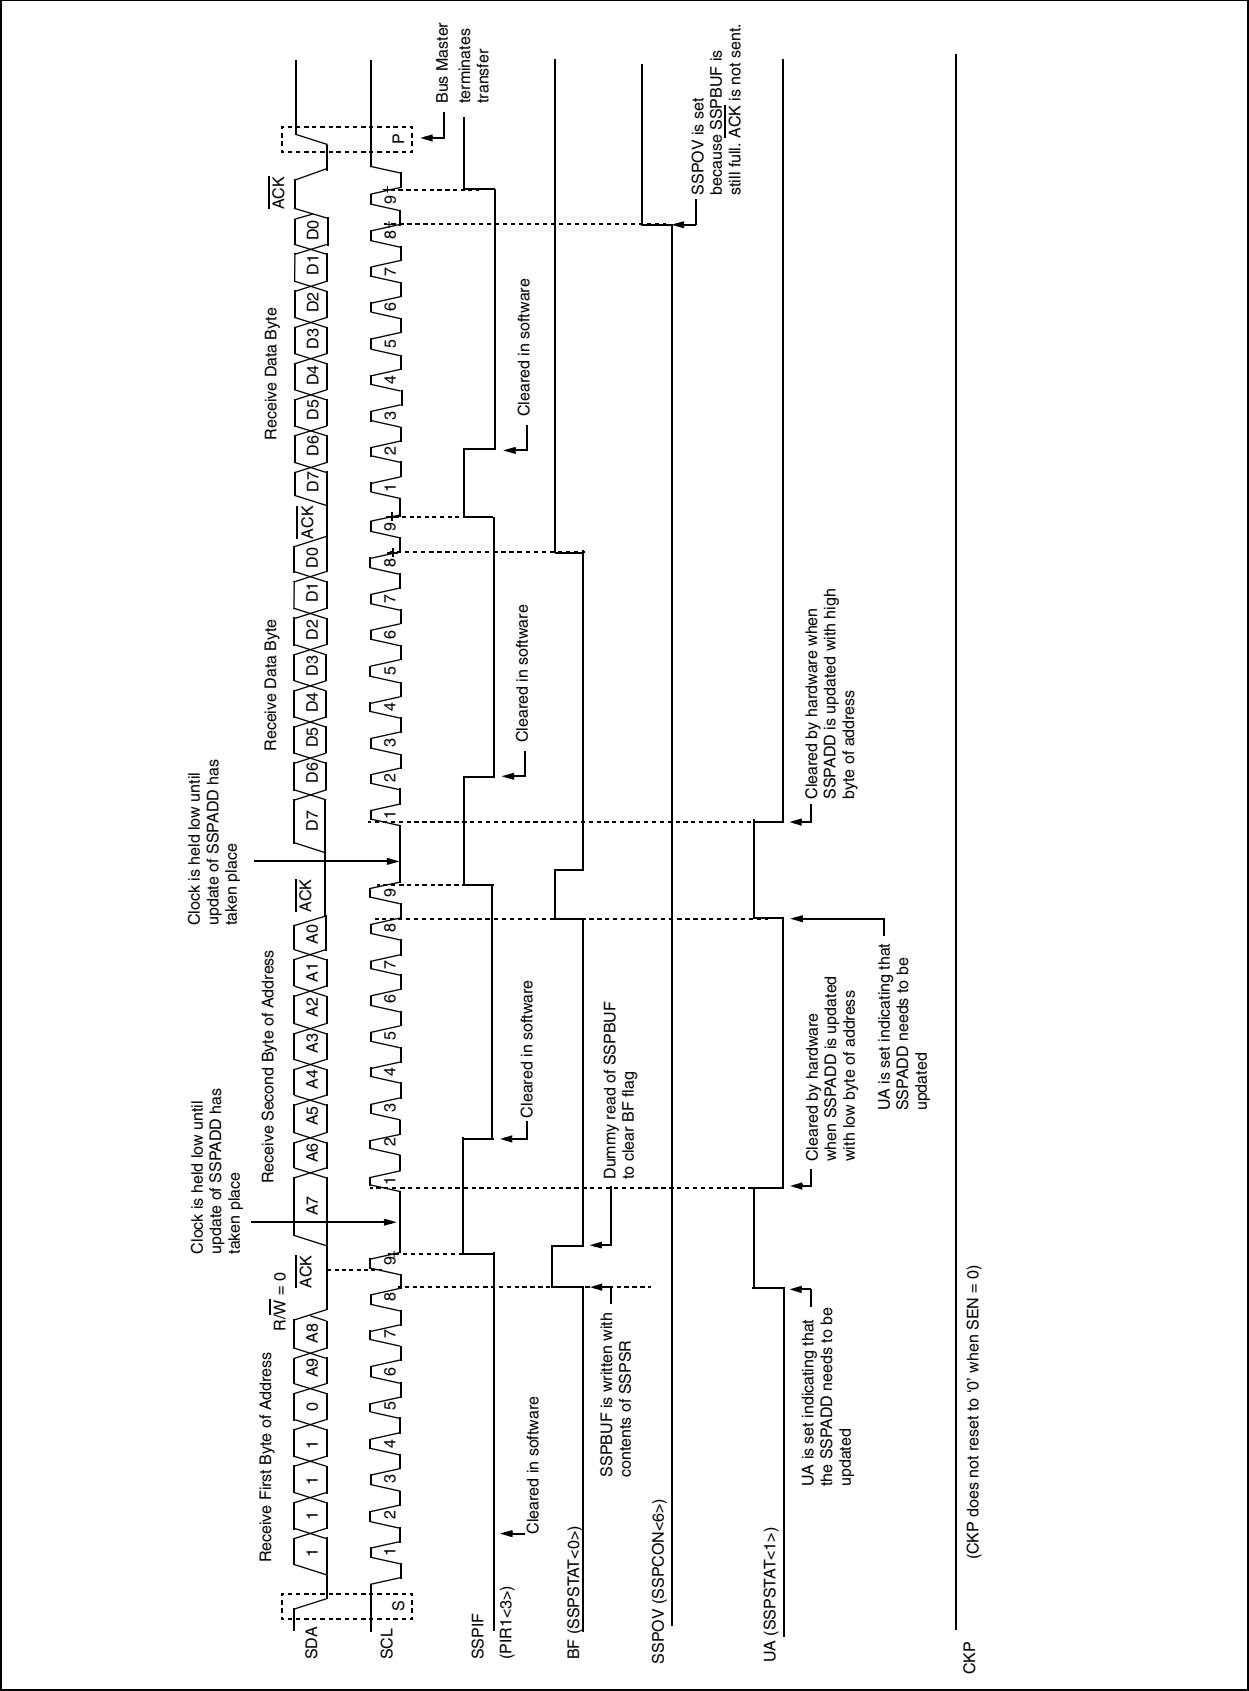 Receive First Byte of Address
R/W = 0
ACK
Clock is held low until
update of SSPADD has
taken place
Receive Second Byte of Address
ACK
Clock is held low until
update of SSPADD has
taken place
Receive Data Byte
ACK
Receive Data Byte
ACK
SDA
1 1 1 1 0 A9 A8
A7 A6 A5 A4 A3 A2 A1 A0
D7 D6 D5 D4 D3 D2 D1 D0
D7 D6 D5 D4 D3 D2 D1 D0
SCL
S
1 2 3 4 5 6 7 8 9
1 2 3 4 5 6 7 8 9
1 2 3 4 5 6 7 8 9
1 2 3 4 5 6 7 8 9
P
Bus Master
terminates
transfer
SSPIF
(PIR1<3>)
Cleared in software
Cleared in software
Cleared in software
Cleared in software
BF (SSPSTAT<0>)
SSPBUF is written with
contents of SSPSR
Dummy read of SSPBUF
to clear BF flag
SSPOV (SSPCON<6>)
SSPOV is set
because SSPBUF is
still full. ACK is not sent.
UA (SSPSTAT<1>)
UA is set indicating that
the SSPADD needs to be
updated
Cleared by hardware
when SSPADD is updated
with low byte of address
UA is set indicating that
SSPADD needs to be
updated
Cleared by hardware when
SSPADD is updated with high
byte of address
CKP
(CKP does not reset to ‘0’ when SEN = 0)